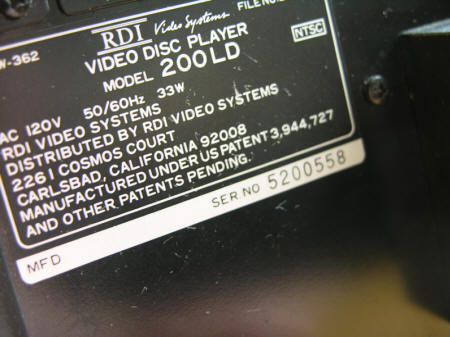 W-362
FILE NO.
RDI Video Systems
VIDEO DISC PLAYER
NTSC
MODEL 200LD
AC 120V 50/60Hz 33W
RDI VIDEO SYSTEMS
DISTRIBUTED BY RDI VIDEO SYSTEMS
2261 COSMOS COURT
CARLSBAD, CALIFORNIA 92008
MANUFACTURED UNDER US PATENT 3,944,727
AND OTHER PATENTS PENDING.
MFD SER.NO 5200558